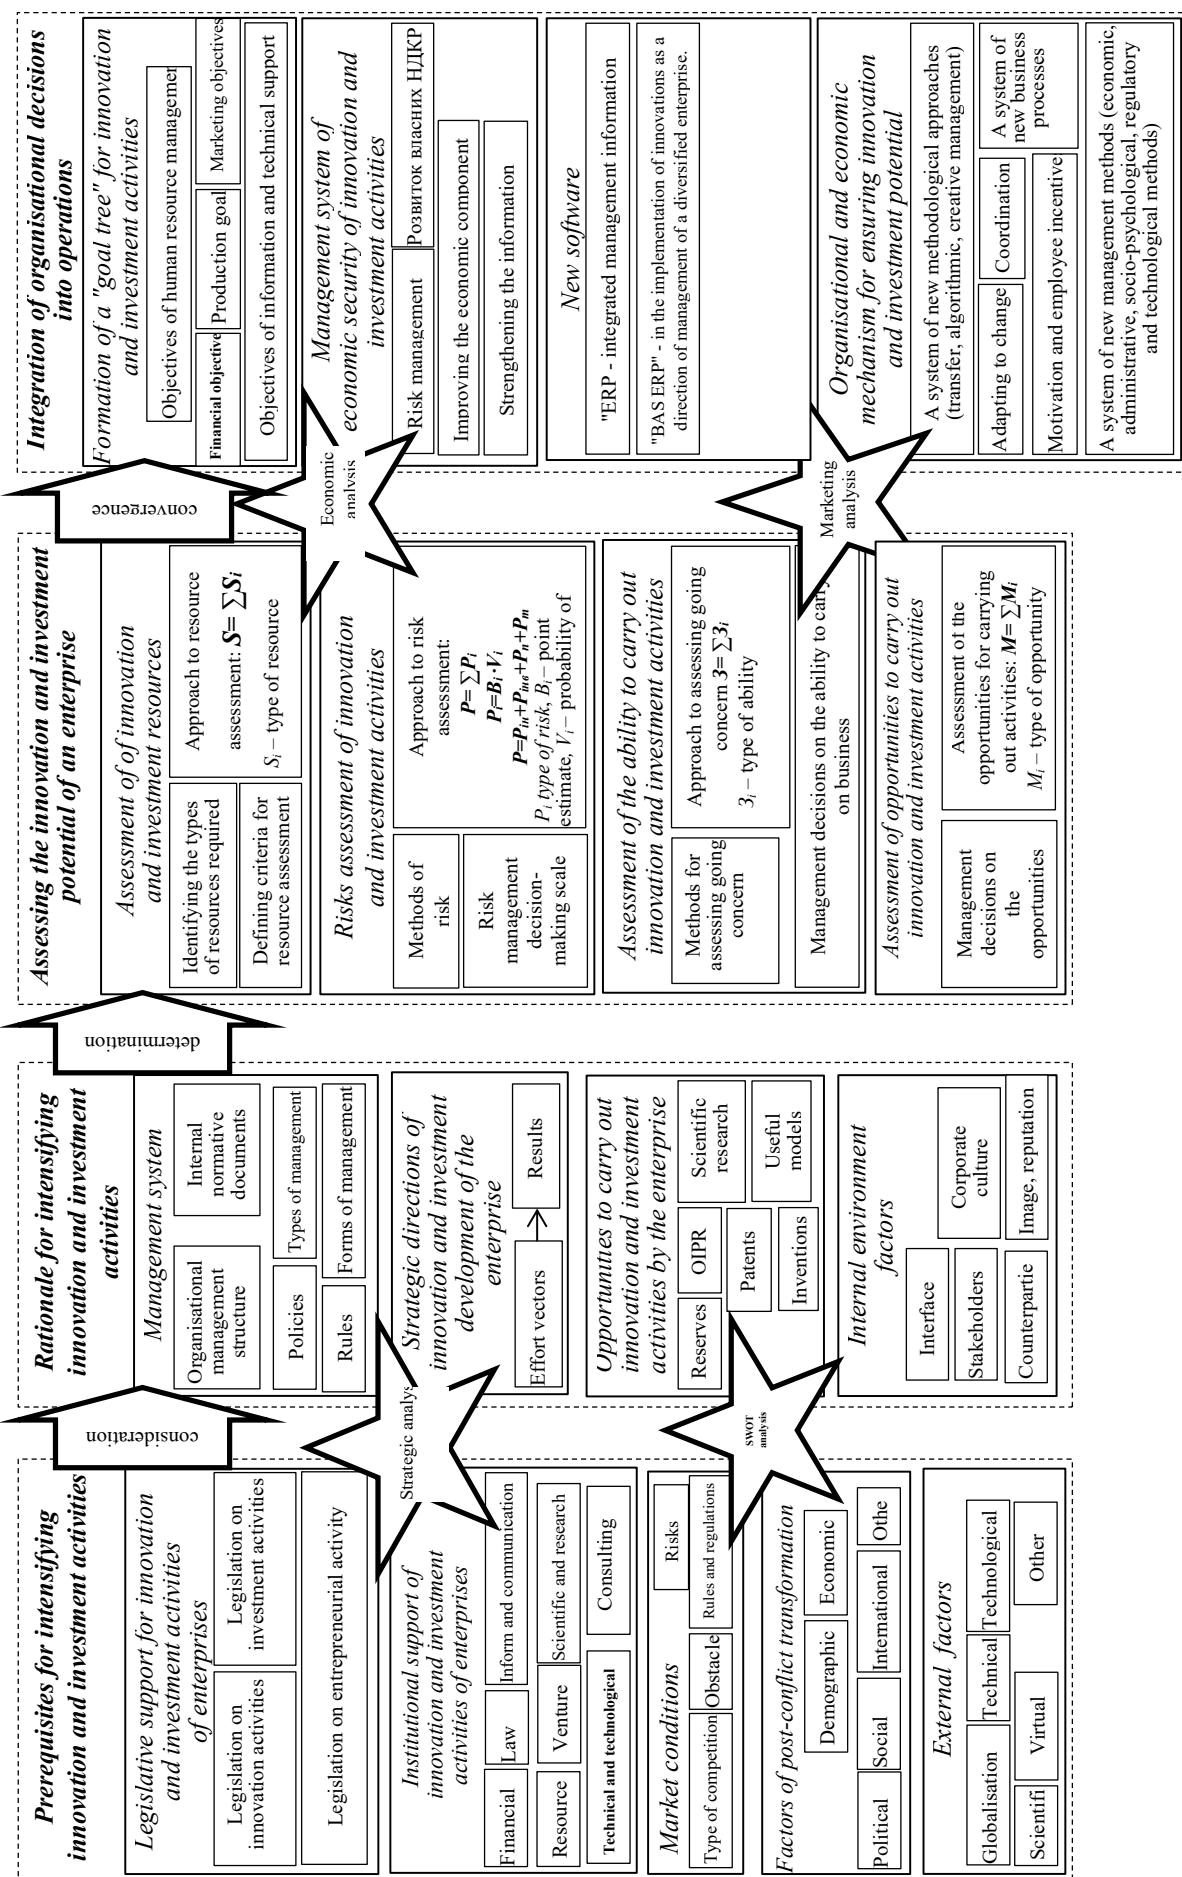 Prerequisites for intensifying
innovation and investment activities
Legislative support for innovation
and investment activities
of enterprises
Legislation on
innovation activities
Legislation on
investment activities
Legislation on entrepreneurial activity
Institutional support of
innovation and investment
activities of enterprises
Financial
Law
Inform and communication
Resource
Venture
Scientific and research
Technical and technological
Consulting
Market conditions
Risks
Type of competition
Obstacle
Rules and regulations
Factors of post-conflict transformation
Demographic
Economic
Political
Social
International
Othe
External factors
Globalisation
Technical
Technological
Scientifi
Virtual
Other
consideration
Strategic analys
SWOT
analysis
Rationale for intensifying
innovation and investment
activities
Management system
Organisational
management
structure
Internal
normative
documents
Policies
Types of management
Rules
Forms of management
Strategic directions of
innovation and investment
development of the
enterprise
Effort vectors
Results
Opportunities to carry out
innovation and investment
activities by the enterprise
Reserves
OIPR
Scientific
research
Patents
Useful
models
Inventions
Internal environment
factors
Interface
Corporate
culture
Stakeholders
Counterpartie
Image, reputation
determination
Assessing the innovation and investment
potential of an enterprise
Assessment of of innovation
and investment resources
Identifying the types
of resources required
Defining criteria for
resource assessment
Approach to resource
assessment: S= ∑Si
Si – type of resource
Risks assessment of innovation
and investment activities
Methods of
risk
Risk
management
decision-
making scale
Approach to risk
assessment:
P= ∑Pi
Pi=Bi·Vi
P=Pін+Pінв+Pп+Pт
Pi type of risk, Bi – point
estimate, Vi – probability of
Assessment of the ability to carry out
innovation and investment activities
Methods for
assessing going
concern
Approach to assessing going
concern З= ∑Зi
Зi – type of ability
Management decisions on the ability to carry
on business
Assessment of opportunities to carry out
innovation and investment activities
Management
decisions on
the
opportunities
Assessment of the
opportunities for carrying
out activities: M= ∑Mi
Mi – type of opportunity
convergence
Economic
analysis
Marketing
analysis
Integration of organisational decisions
into operations
Formation of a "goal tree" for innovation
and investment activities
Objectives of human resource managemer
Financial objective
Production goal
Marketing objectives
Objectives of information and technical support
Management system of
economic security of innovation and
investment activities
Risk management
Розвиток власних НДКР
Improving the economic component
Strengthening the information
New software
"ERP - integrated management information
"BAS ERP" - in the implementation of innovations as a
direction of management of a diversified enterprise.
Organisational and economic
mechanism for ensuring innovation
and investment potential
A system of new methodological approaches
(transfer, algorithmic, creative management)
Adapting to change
Coordination
A system of
new business
processes
Motivation and employee incentive
A system of new management methods (economic,
administrative, socio-psychological, regulatory
and technological methods)